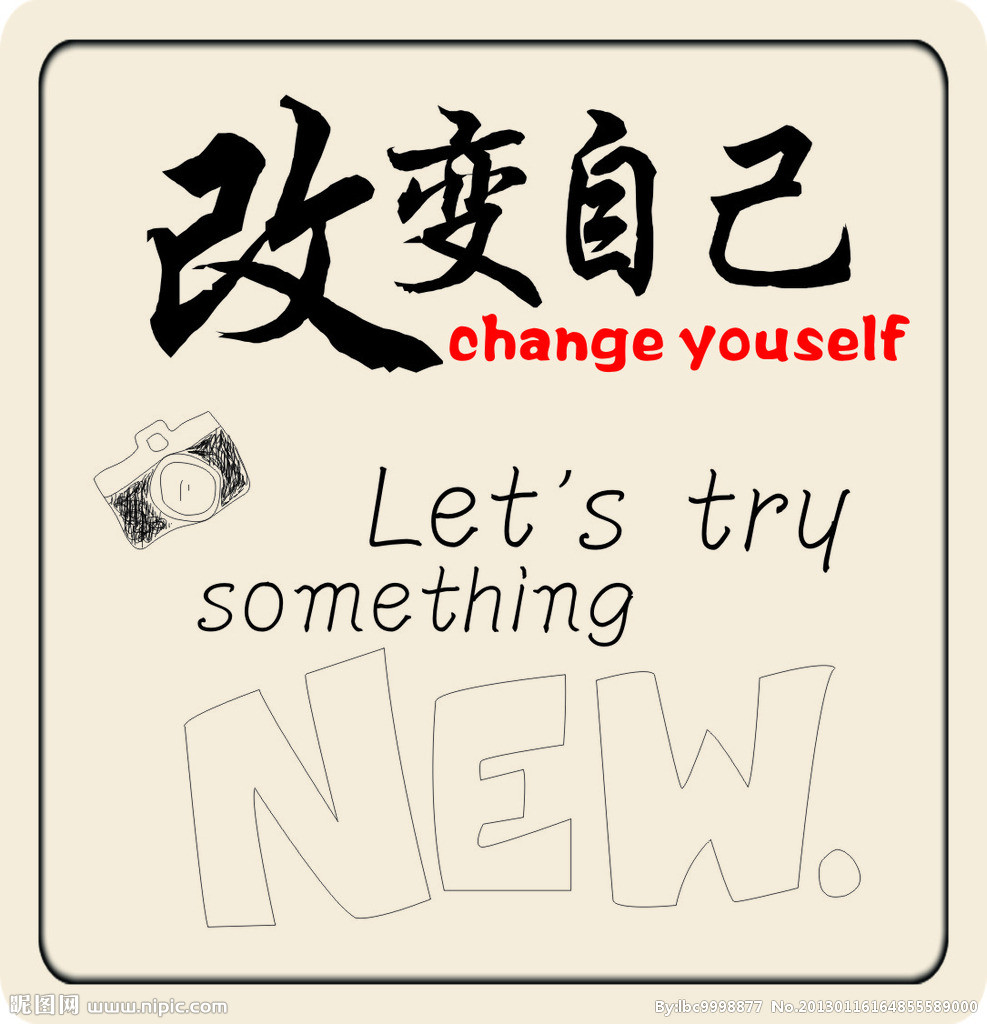 改变自己
change youself
Let's try
something
NEW.
昵图网 www.nipic.com
By:lbc9998877 No.20130116164855589000